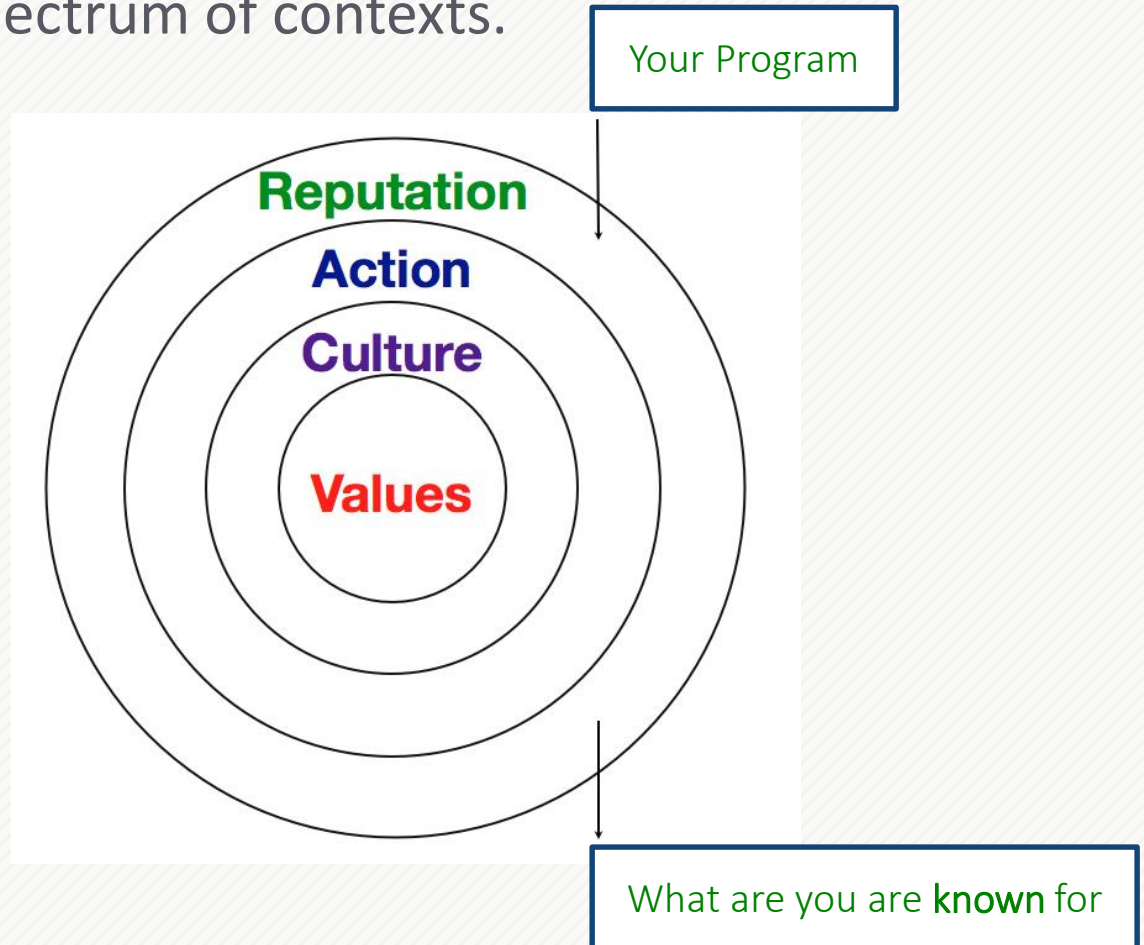 ectrum of contexts.
Your Program
Reputation
Action
Culture
Values
What are you are known for